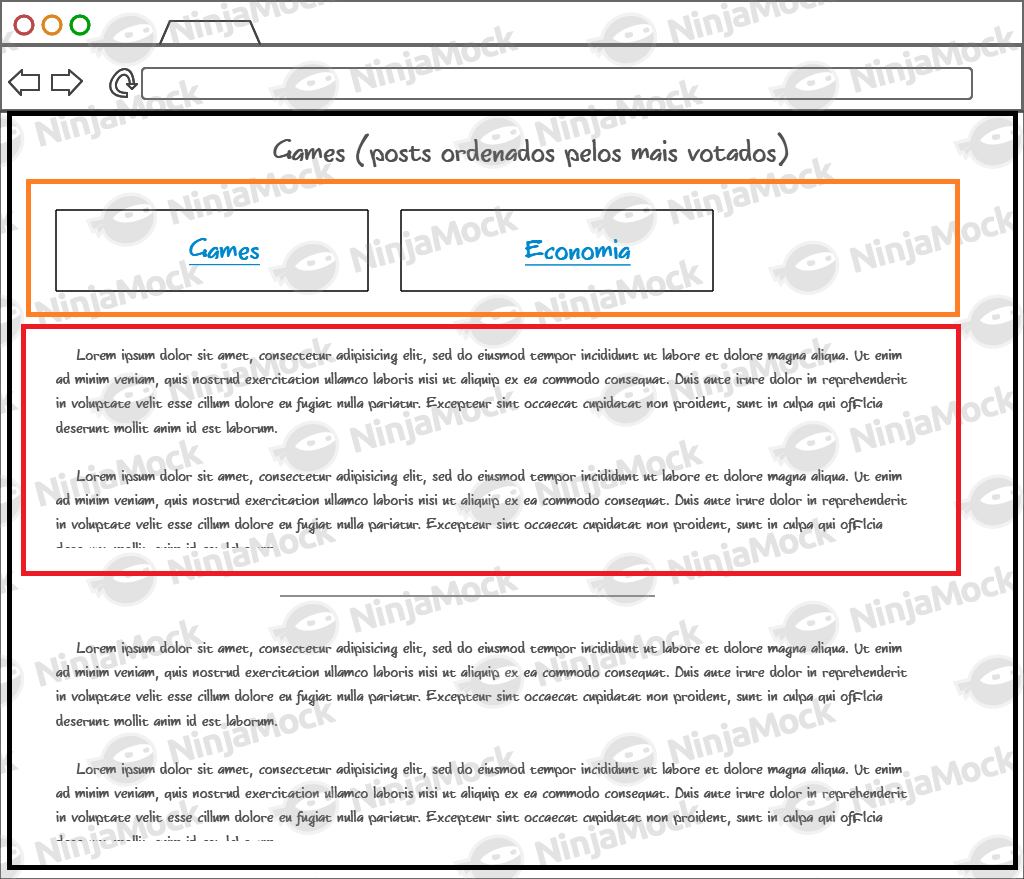 Games (posts ordenados pelos mais votados)
Games
Economia
Lorem ipsum dolor sit amet, consectetur adipisicing elit, sed do eiusmod tempor incididunt ut labore et dolore magna aliqua. Ut enim
ad minim veniam, quis nostrud exercitation ullamco laboris nisi ut aliquip ex ea commodo consequat. Duis aute irure dolor in reprehenderit
in voluptate velit esse cillum dolore eu fugiat nulla pariatur. Excepteur sint occaecat cupidatat non proident, sunt in culpa qui officia
deserunt mollit anim id est laborum.
Lorem ipsum dolor sit amet, consectetur adipisicing elit, sed do eiusmod tempor incididunt ut labore et dolore magna aliqua. Ut enim
ad minim veniam, quis nostrud exercitation ullamco laboris nisi ut aliquip ex ea commodo consequat. Duis aute irure dolor in reprehenderit
in voluptate velit esse cillum dolore eu fugiat nulla pariatur. Excepteur sint occaecat cupidatat non proident, sunt in culpa qui officia
Lorem ipsum dolor sit amet, consectetur adipisicing elit, sed do eiusmod tempor incididunt ut labore et dolore magna aliqua. Ut enim
ad minim veniam, quis nostrud exercitation ullamco laboris nisi ut aliquip ex ea commodo consequat. Duis aute irure dolor in reprehenderit
in voluptate velit esse cillum dolore eu fugiat nulla pariatur. Excepteur sint occaecat cupidatat non proident, sunt in culpa qui officia
deserunt mollit anim id est laborum.
Lorem ipsum dolor sit amet, consectetur adipisicing elit, sed do eiusmod tempor incididunt ut labore et dolore magna aliqua. Ut enim
ad minim veniam, quis nostrud exercitation ullamco laboris nisi ut aliquip ex ea commodo consequat. Duis aute irure dolor in reprehenderit
in voluptate velit esse cillum dolore eu fugiat nulla pariatur. Excepteur sint occaecat cupidatat non proident, sunt in culpa qui officia
NinjaMock